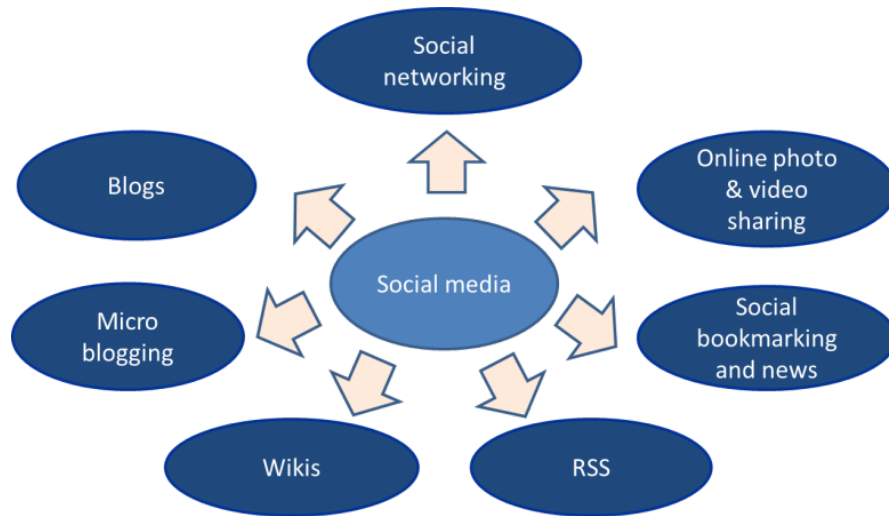 Social
networking
Blogs
Online photo
& video
sharing
Social media
Micro
blogging
Social
bookmarking
and news
Wikis
RSS